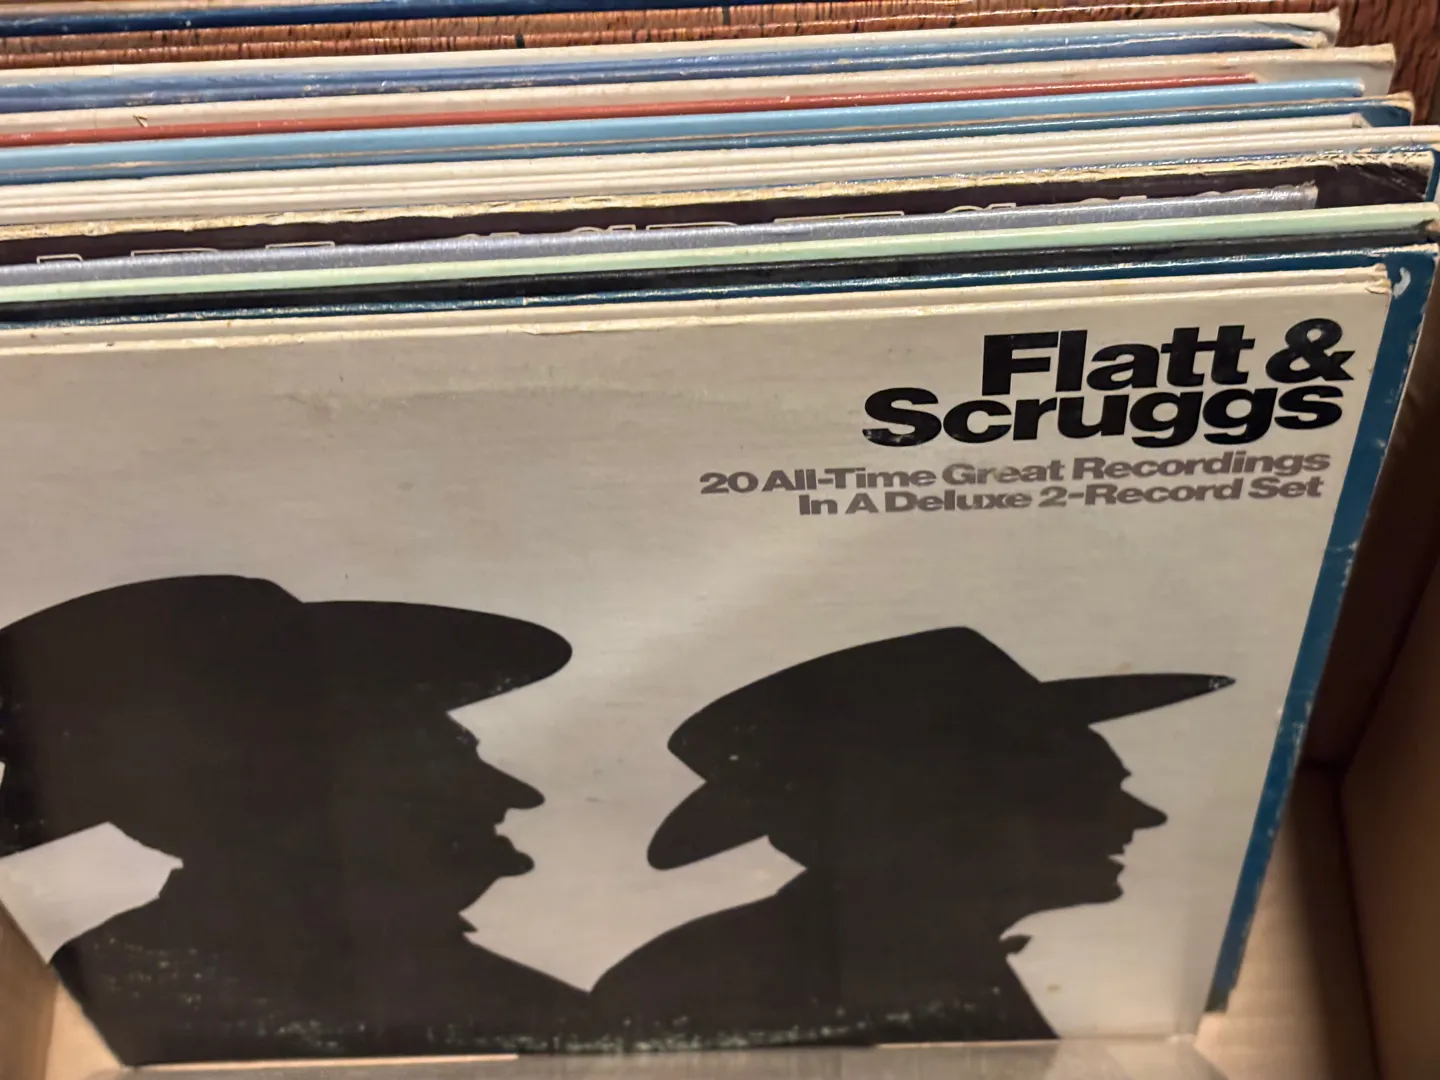 Flatt &
Scruggs
20 All-Time Great Recordings
In A Deluxe 2-Record Set